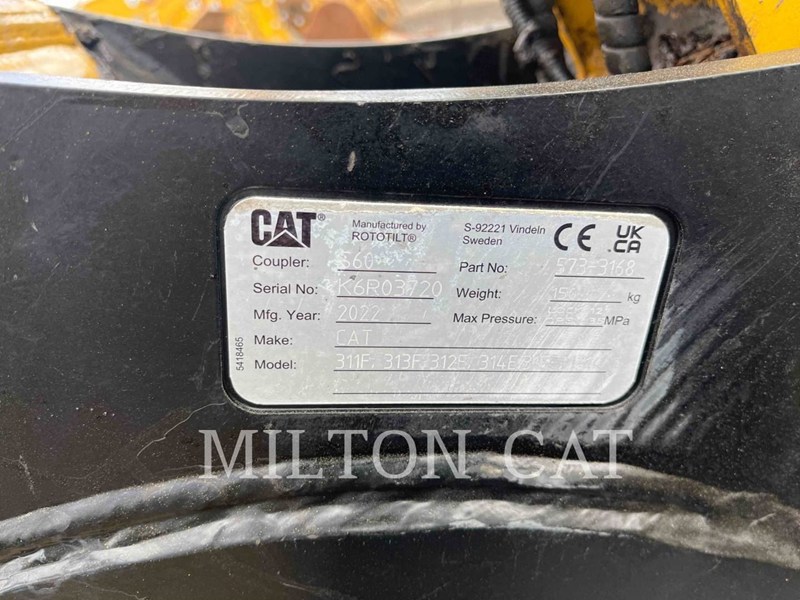 CAT®
Manufactured by
ROTOTILT®
S-92221 Vindeln
Sweden
CE UK
CA
Coupler: S60
Part No: 573-3168
Serial No: K6R03720
Weight: kg
Mfg. Year: 2022
Max Pressure: MPa
Make: CAT
Model: 311F, 313F, 312E, 314E
5418465
MILTON CAT